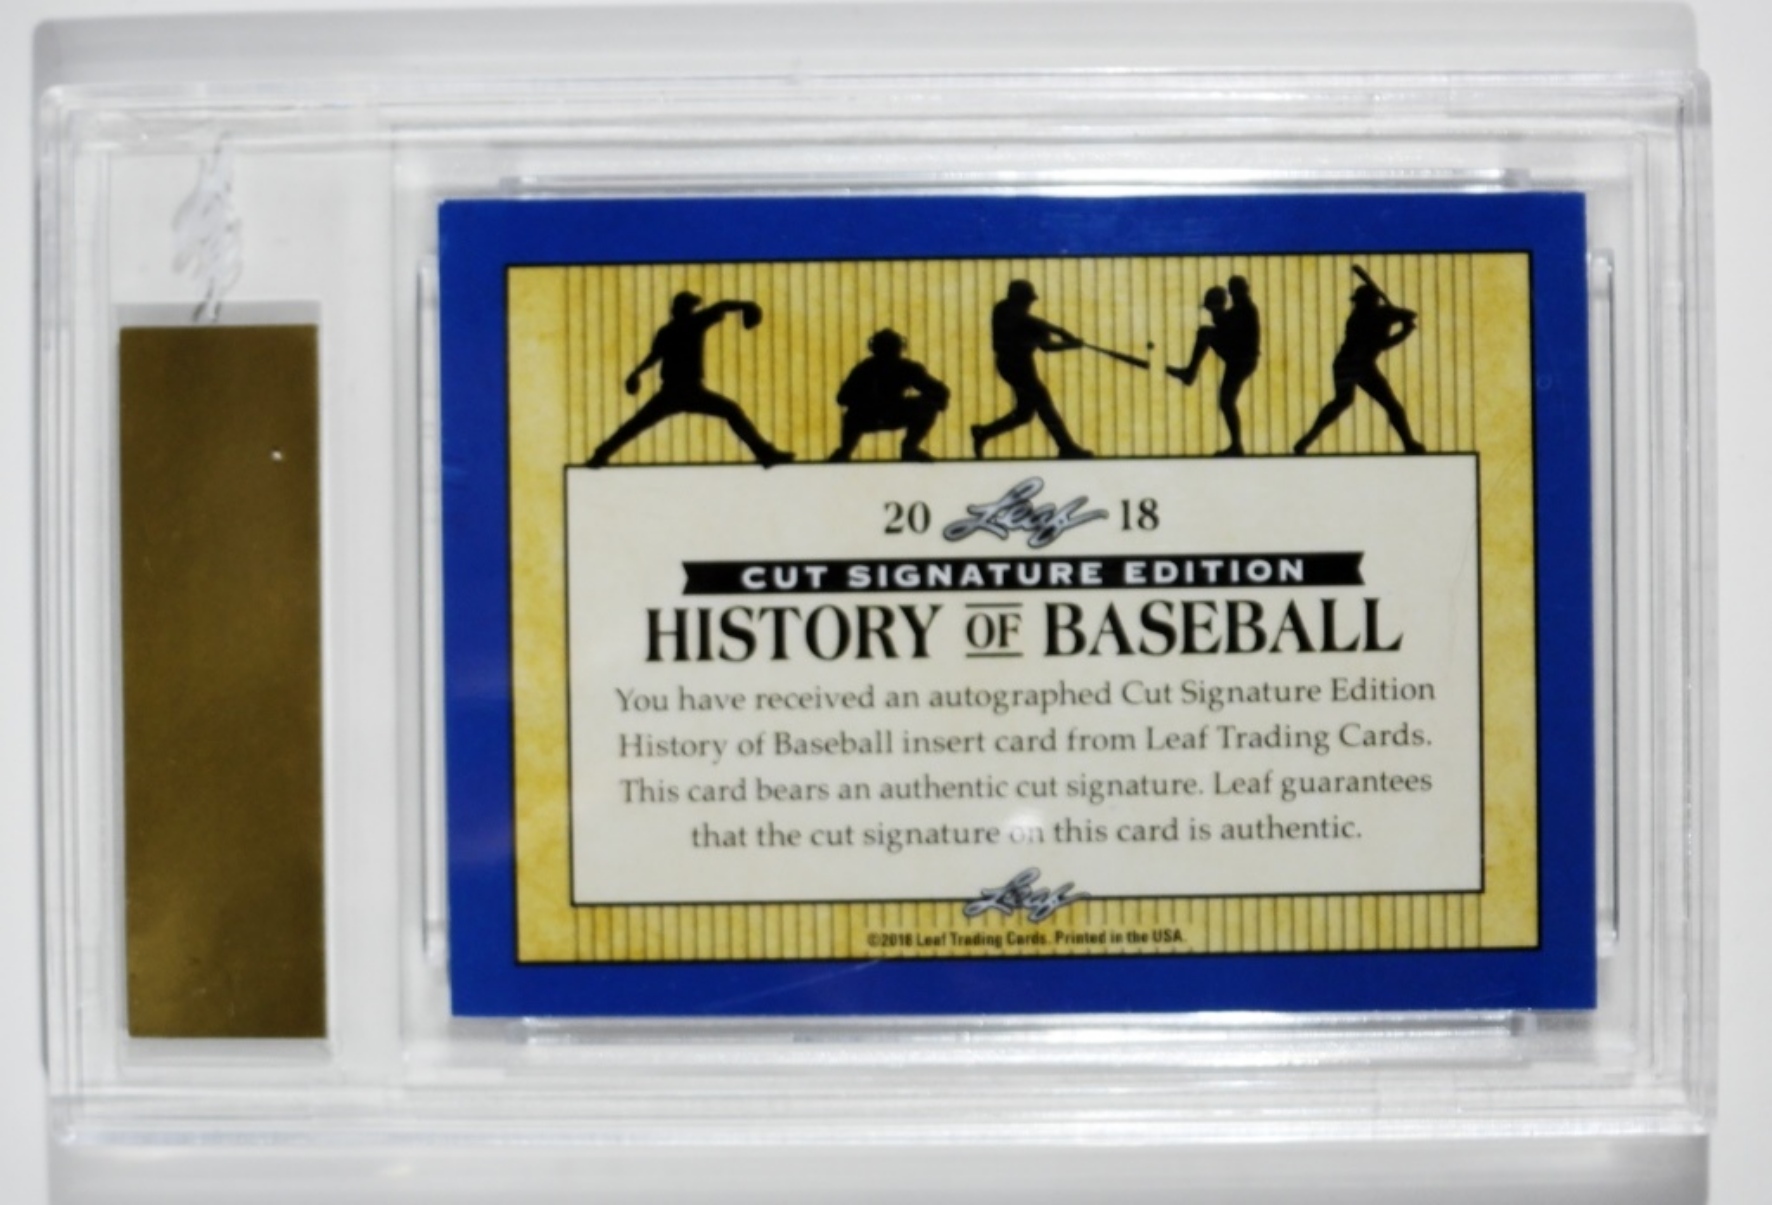 20 Leaf 18
CUT SIGNATURE EDITION
HISTORY OF BASEBALL
You have received an autographed Cut Signature Edition
History of Baseball insert card from Leaf Trading Cards.
This card bears an authentic cut signature. Leaf guarantees
that the cut signature on this card is authentic.
Leaf
©2018 Leaf Trading Cards. Printed in the USA.